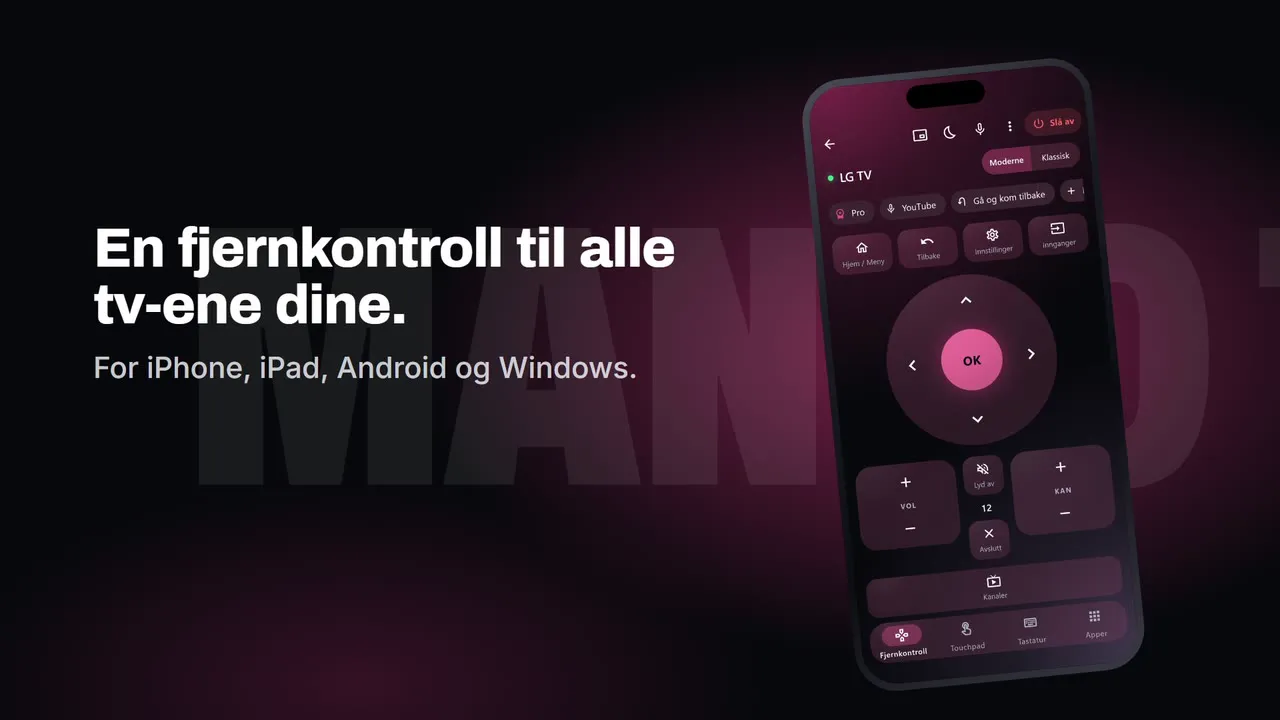 En fjernkontroll til alle
tv-ene dine.
For iPhone, iPad, Android og Windows.
Slå av
LG TV
Moderne
Klassisk
Pro
YouTube
Gå og kom tilbake
Hjem / Meny
Tilbake
Innstillinger
Innganger
OK
VOL
Lyd av
12
Avslutt
KAN
Kanaler
Fjernkontroll
Touchpad
Tastatur
Apper